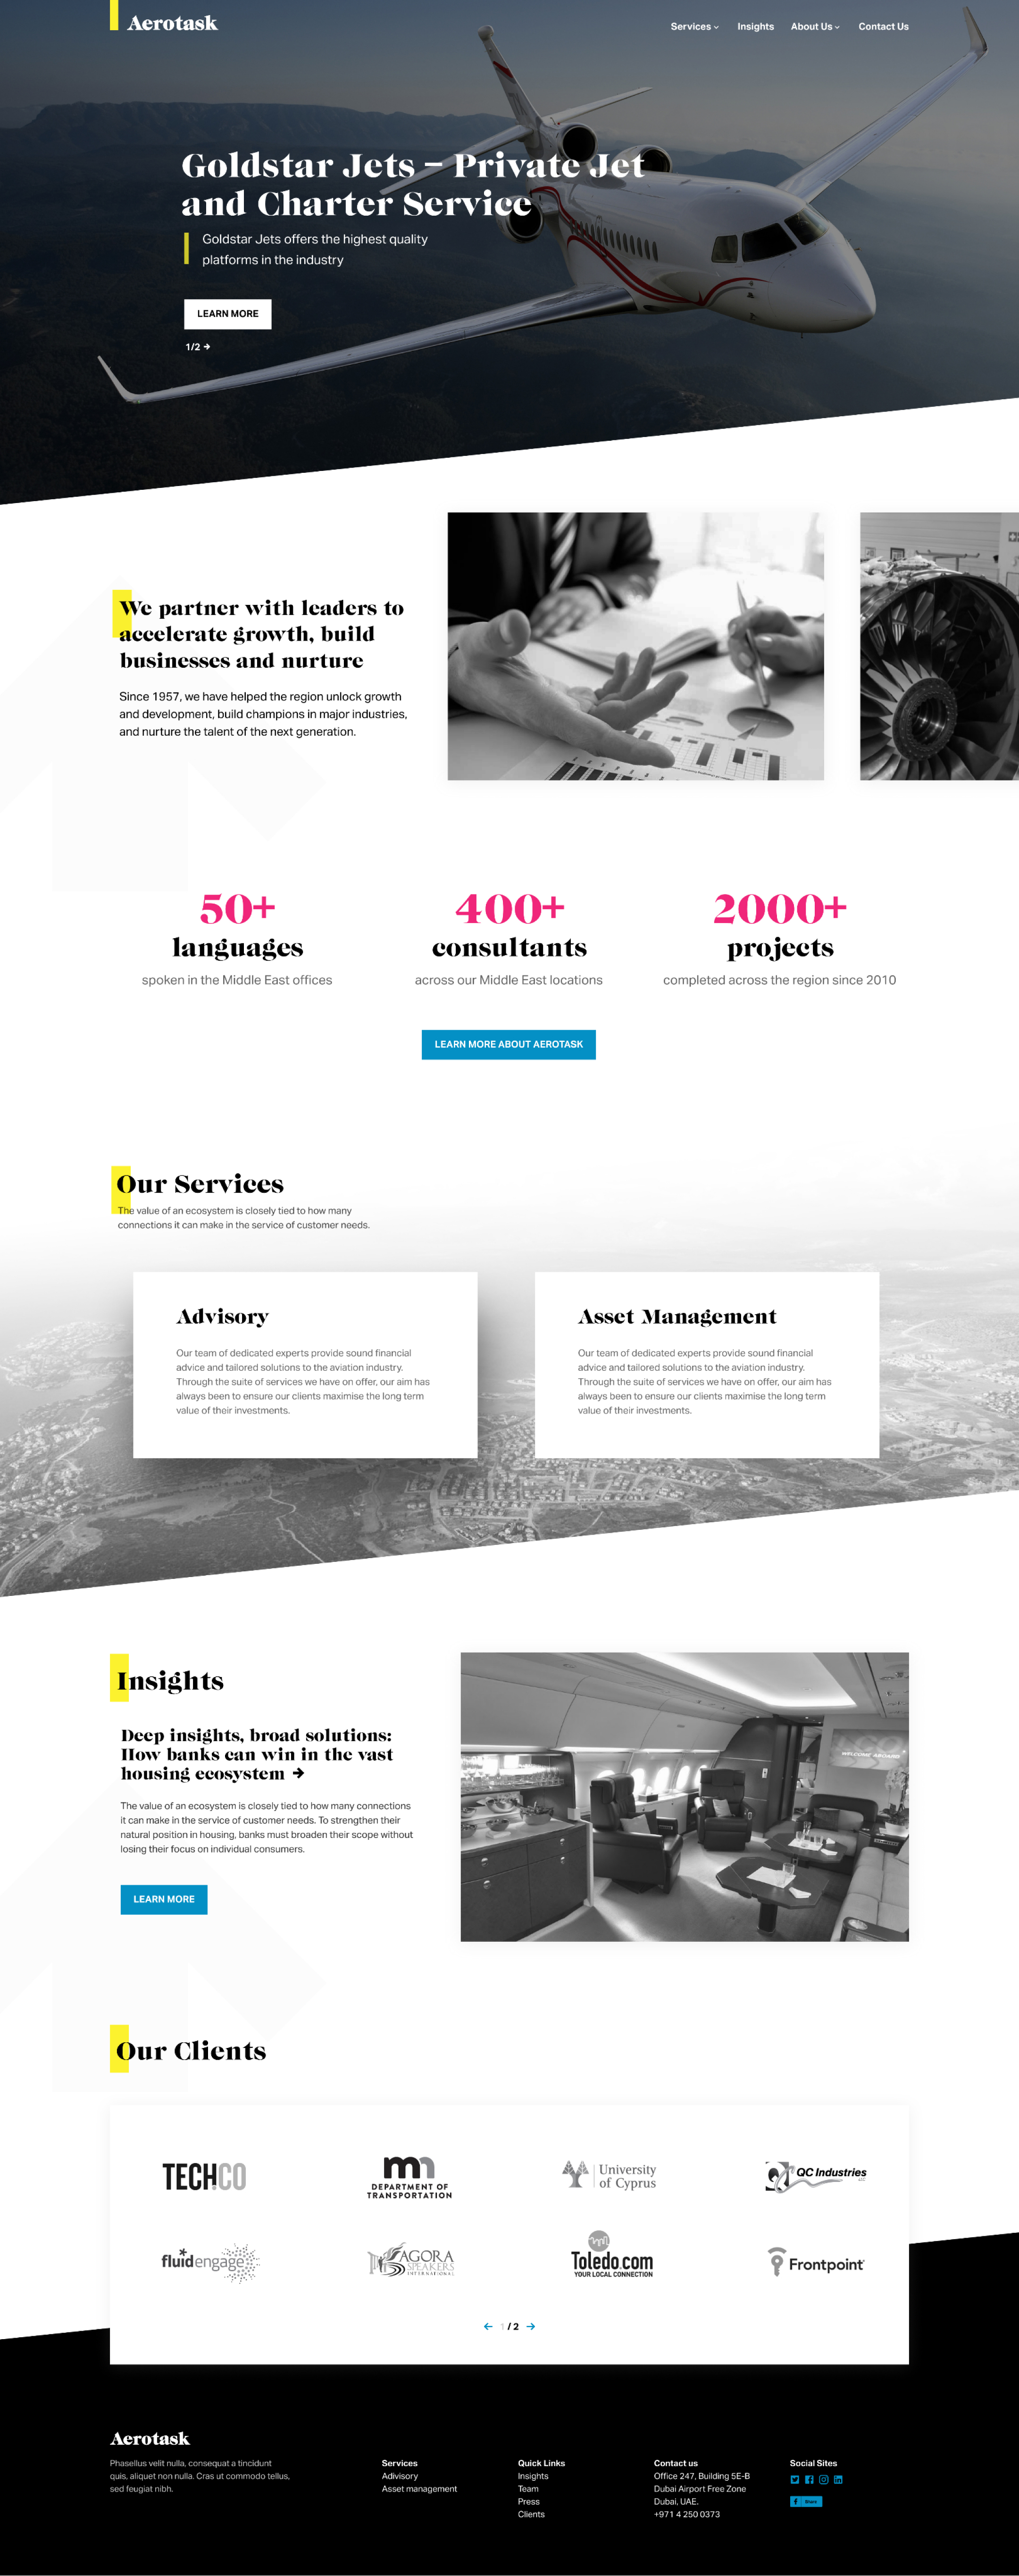 Aerotask
Services
Insights
About Us
Contact Us
Goldstar Jets – Private Jet
and Charter Service
Goldstar Jets offers the highest quality
platforms in the industry
LEARN MORE
1/2 →
We partner with leaders to
accelerate growth, build
businesses and nurture
Since 1957, we have helped the region unlock growth
and development, build champions in major industries,
and nurture the talent of the next generation.
50+
languages
spoken in the Middle East offices
400+
consultants
across our Middle East locations
2000+
projects
completed across the region since 2010
LEARN MORE ABOUT AEROTASK
Our Services
The value of an ecosystem is closely tied to how many
connections it can make in the service of customer needs.
Advisory
Our team of dedicated experts provide sound financial
advice and tailored solutions to the aviation industry.
Through the suite of services we have on offer, our aim has
always been to ensure our clients maximise the long term
value of their investments.
Asset Management
Our team of dedicated experts provide sound financial
advice and tailored solutions to the aviation industry.
Through the suite of services we have on offer, our aim has
always been to ensure our clients maximise the long term
value of their investments.
Insights
Deep insights, broad solutions:
How banks can win in the vast
housing ecosystem →
The value of an ecosystem is closely tied to how many connections
it can make in the service of customer needs. To strengthen their
natural position in housing, banks must broaden their scope without
losing their focus on individual consumers.
LEARN MORE
WELCOME ABOARD
Our Clients
TECHCO
DEPARTMENT OF
TRANSPORTATION
University
of Cyprus
QC Industries
fluidengage
AGORA
SPEAKERS
INTERNATIONAL
Toledo.com
YOUR LOCAL CONNECTION
Frontpoint
← 1 / 2 →
Aerotask
Phasellus velit nulla, consequat a tincidunt
quis, aliquet non nulla. Cras ut commodo tellus,
sed feugiat nibh.
Services
Adivisory
Asset management
Quick Links
Insights
Team
Press
Clients
Contact us
Office 247, Building 5E-B
Dubai Airport Free Zone
Dubai, UAE.
+971 4 250 0373
Social Sites
Share